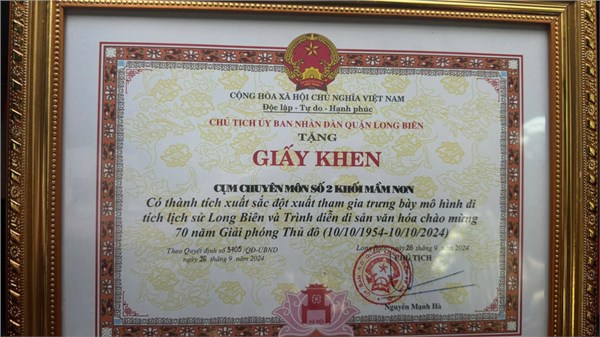 CỘNG HÒA XÃ HỘI CHỦ NGHĨA VIỆT NAM
Độc lập - Tự do - Hạnh phúc
CHỦ TỊCH ỦY BAN NHÂN DÂN QUẬN LONG BIÊN
TẶNG
GIẤY KHEN
CỤM CHUYÊN MÔN SỐ 2 KHỐI MẦM NON
Có thành tích xuất sắc đột xuất tham gia trưng bày mô hình di
tích lịch sử Long Biên và Trình diễn di sản văn hóa chào mừng
70 năm Giải phóng Thủ đô (10/10/1954-10/10/2024)
Theo Quyết định số 5405/QĐ-UBND
ngày 26 tháng 9 năm 2024
Long Biên, ngày 26 tháng 9 năm 2024
CHỦ TỊCH
Nguyễn Mạnh Hà